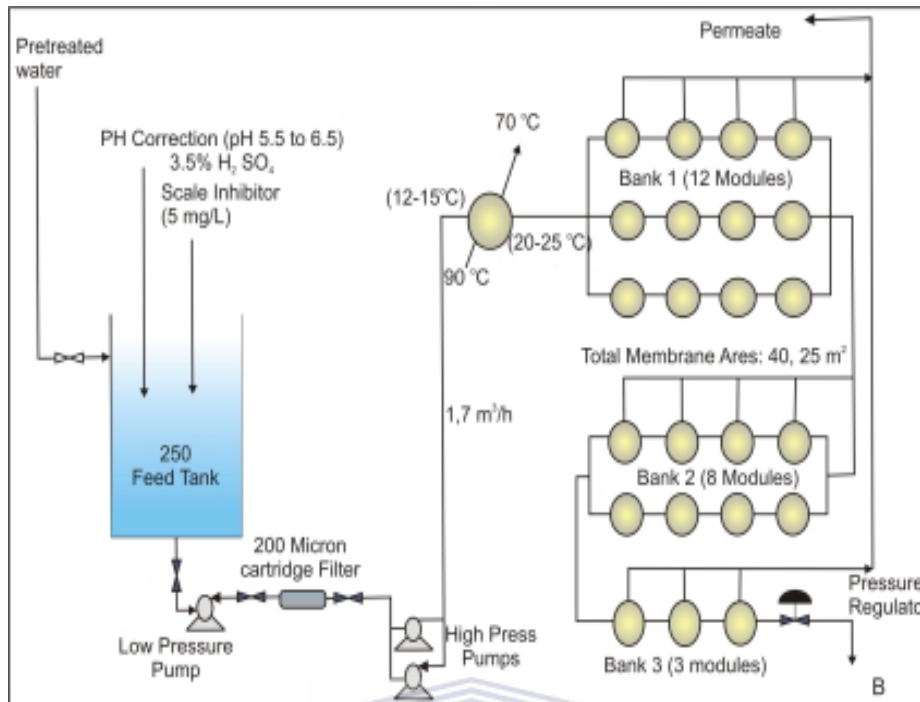 Pretreated
water
PH Correction (pH 5.5 to 6.5)
3.5% H₂ SO₄
Scale Inhibitor
(5 mg/L)
250
Feed Tank
200 Micron
cartridge Filter
Low Pressure
Pump
High Press
Pumps
1,7 m³/h
(12-15°C)
70 °C
90 °C
(20-25 °C)
Permeate
Bank 1 (12 Modules)
Total Membrane Ares: 40, 25 m²
Bank 2 (8 Modules)
Pressure
Regulato
Bank 3 (3 modules)
B